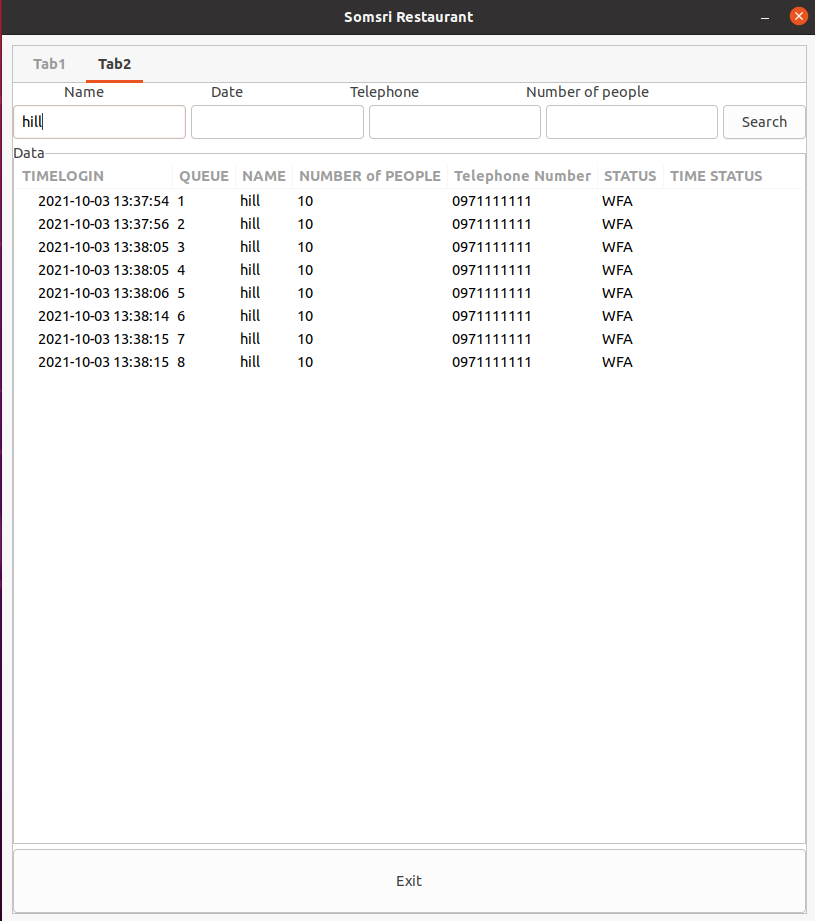 Somsri Restaurant
Tab1 Tab2
Name Date Telephone Number of people
hill Search
Data
TIMELOGIN QUEUE NAME NUMBER of PEOPLE Telephone Number STATUS TIME STATUS
2021-10-03 13:37:54 1 hill 10 0971111111 WFA
2021-10-03 13:37:56 2 hill 10 0971111111 WFA
2021-10-03 13:38:05 3 hill 10 0971111111 WFA
2021-10-03 13:38:05 4 hill 10 0971111111 WFA
2021-10-03 13:38:06 5 hill 10 0971111111 WFA
2021-10-03 13:38:14 6 hill 10 0971111111 WFA
2021-10-03 13:38:15 7 hill 10 0971111111 WFA
2021-10-03 13:38:15 8 hill 10 0971111111 WFA
Exit